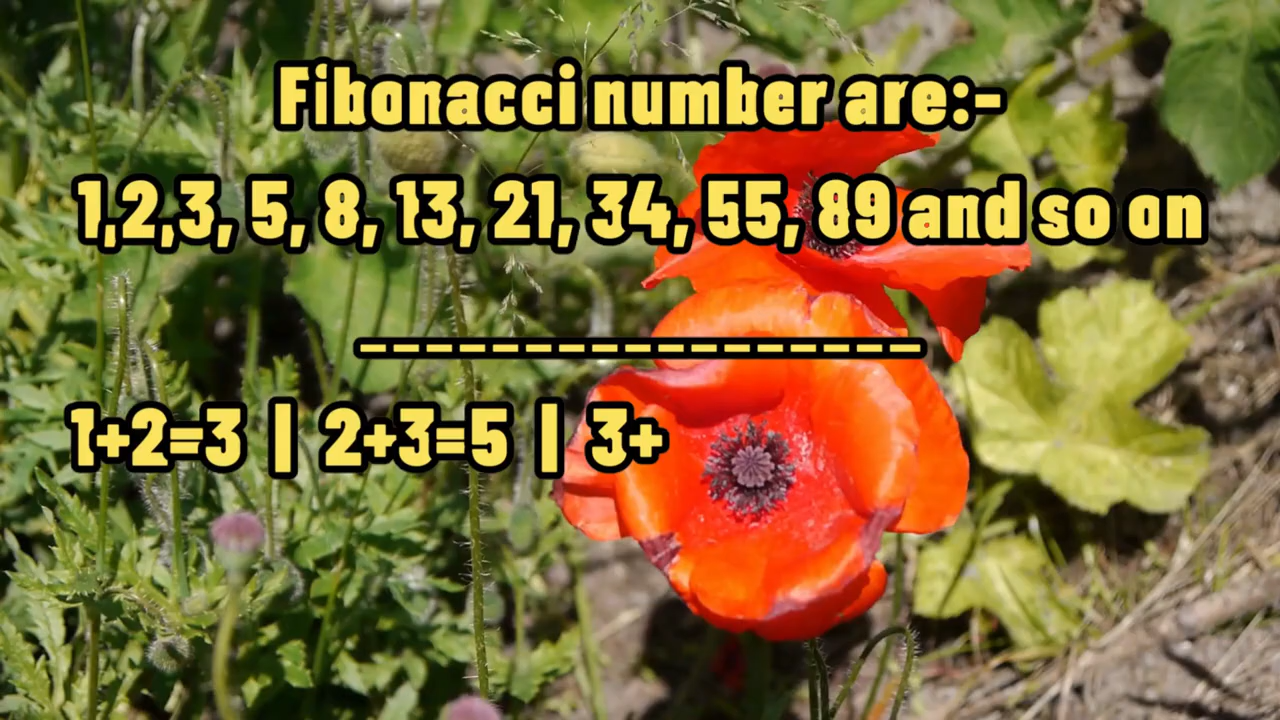 Fibonacci number are:-
1,2,3, 5, 8, 13, 21, 34, 55, 89 and so on
------------------
1+2=3 | 2+3=5 | 3+